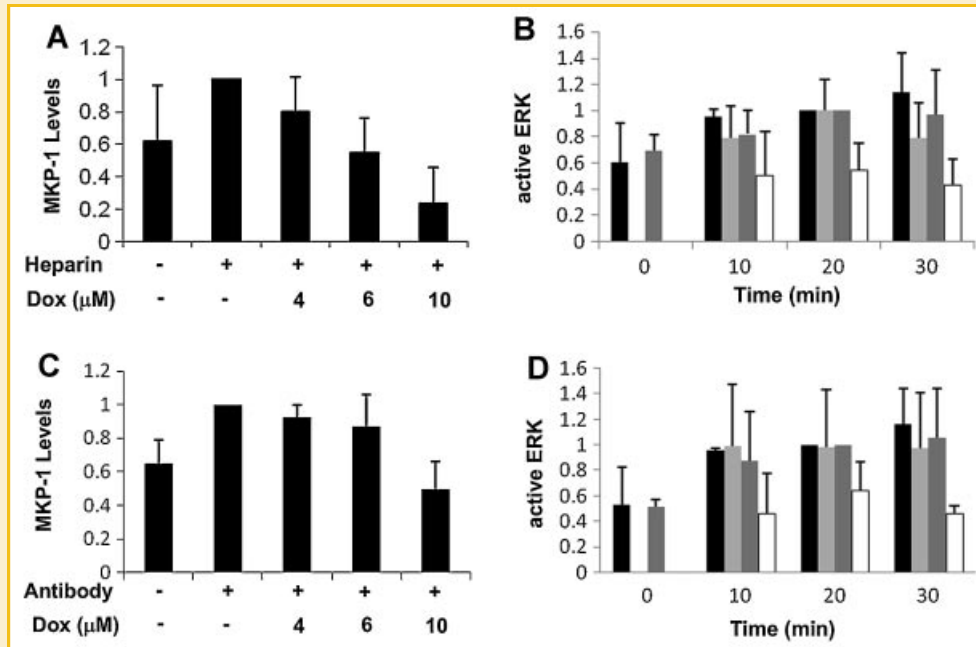 A
1.2
1
0.8
0.6
0.4
0.2
0
MKP-1 Levels
Heparin - + + + +
Dox (μM) - - 4 6 10
B
1.6
1.4
1.2
1
0.8
0.6
0.4
0.2
0
active ERK
0 10 20 30
Time (min)
C
1.2
1
0.8
0.6
0.4
0.2
0
MKP-1 Levels
Antibody - + + + +
Dox (μM) - - 4 6 10
D
1.6
1.4
1.2
1
0.8
0.6
0.4
0.2
0
active ERK
0 10 20 30
Time (min)